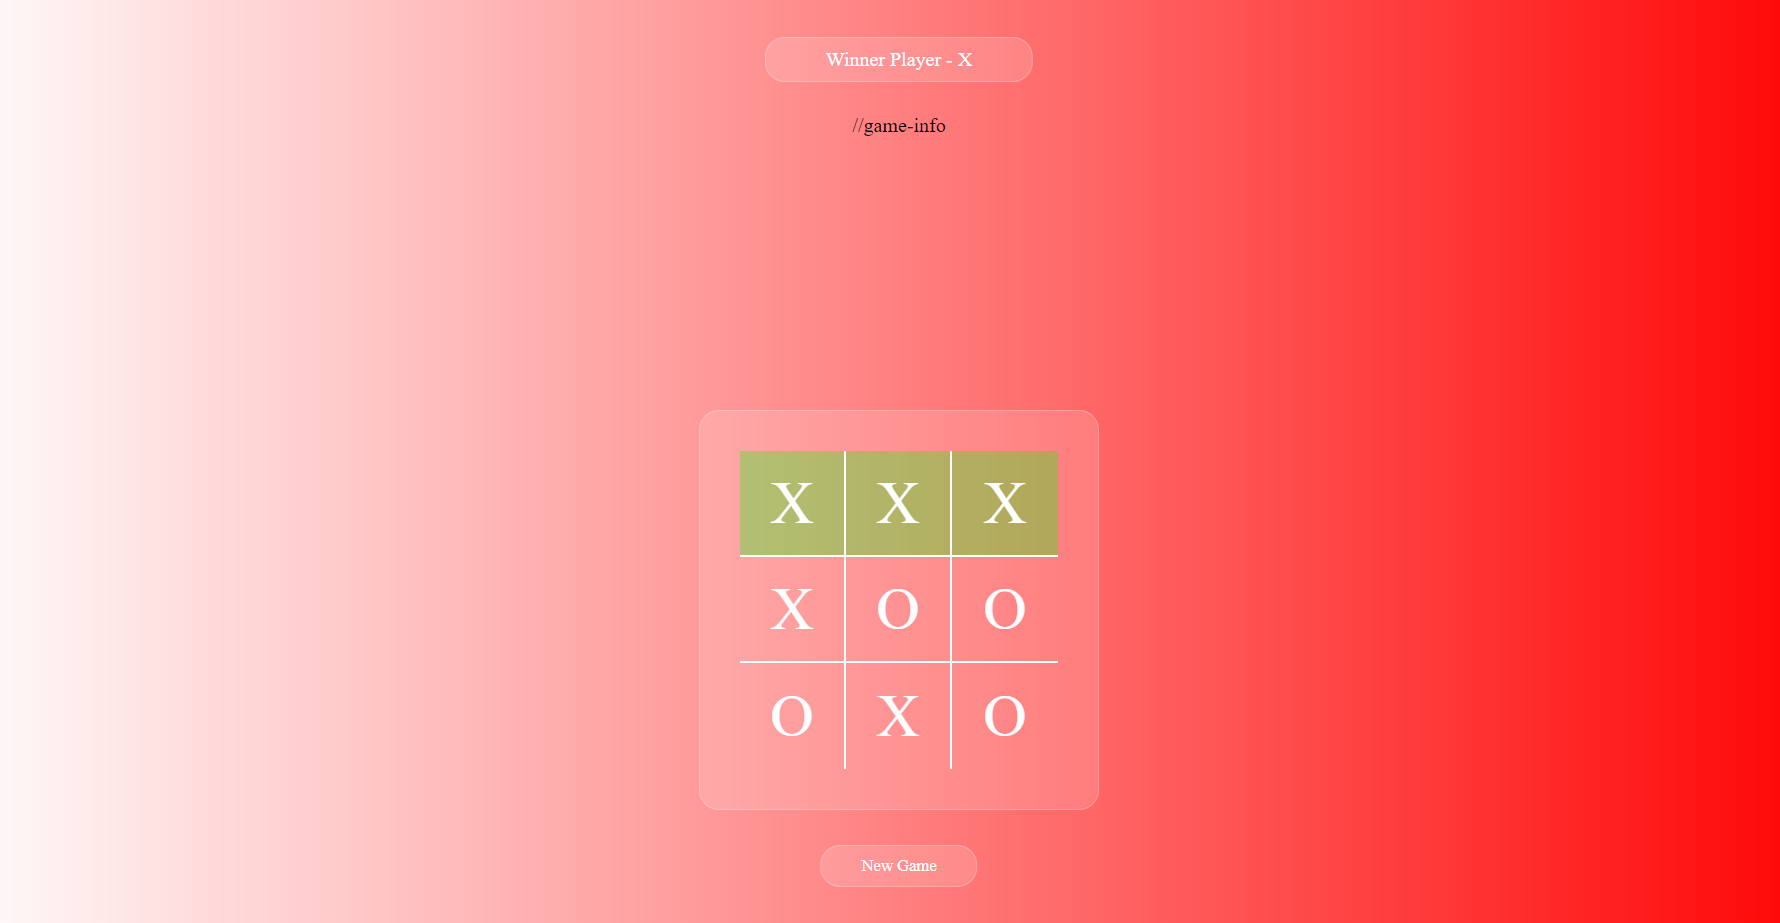 Winner Player - X
//game-info
X X X
X O O
O X O
New Game